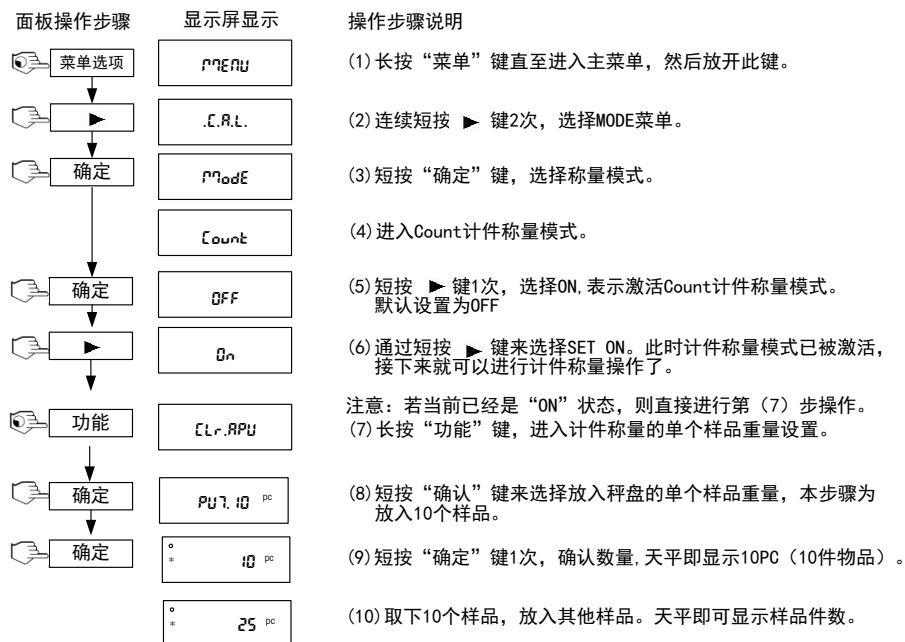 面板操作步骤 显示屏显示 操作步骤说明
菜单选项 MENU (1)长按“菜单”键直至进入主菜单，然后放开此键。
▶ .C.A.L. (2)连续短按 ▶ 键2次，选择MODE菜单。
确定 ModE (3)短按“确定”键，选择称量模式。
Count (4)进入Count计件称量模式。
确定 OFF (5)短按 ▶ 键1次，选择ON,表示激活Count计件称量模式。
默认设置为OFF
▶ On (6)通过短按 ▶ 键来选择SET ON。此时计件称量模式已被激活，
接下来就可以进行计件称量操作了。
注意：若当前已经是“ON”状态，则直接进行第（7）步操作。
功能 CLr.APU (7)长按“功能”键，进入计件称量的单个样品重量设置。
确定 PUT.10 pc (8)短按“确认”键来选择放入秤盘的单个样品重量，本步骤为
放入10个样品。
确定 ° * 10 pc (9)短按“确定”键1次，确认数量,天平即显示10PC（10件物品）。
° * 25 pc (10)取下10个样品，放入其他样品。天平即可显示样品件数。